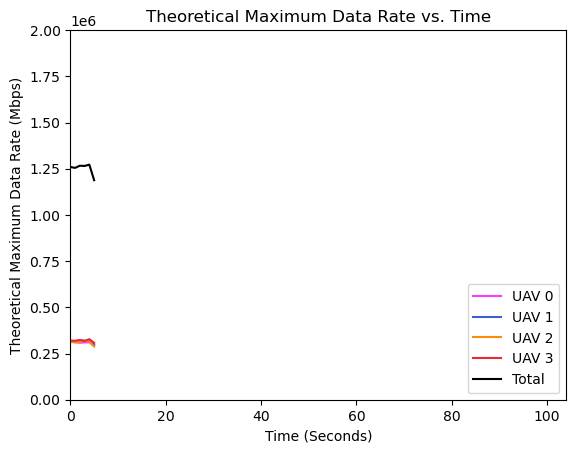 Theoretical Maximum Data Rate vs. Time
1e6
2.00
1.75
1.50
1.25
1.00
0.75
0.50
0.25
0.00
Theoretical Maximum Data Rate (Mbps)
0 20 40 60 80 100
Time (Seconds)
UAV 0
UAV 1
UAV 2
UAV 3
Total